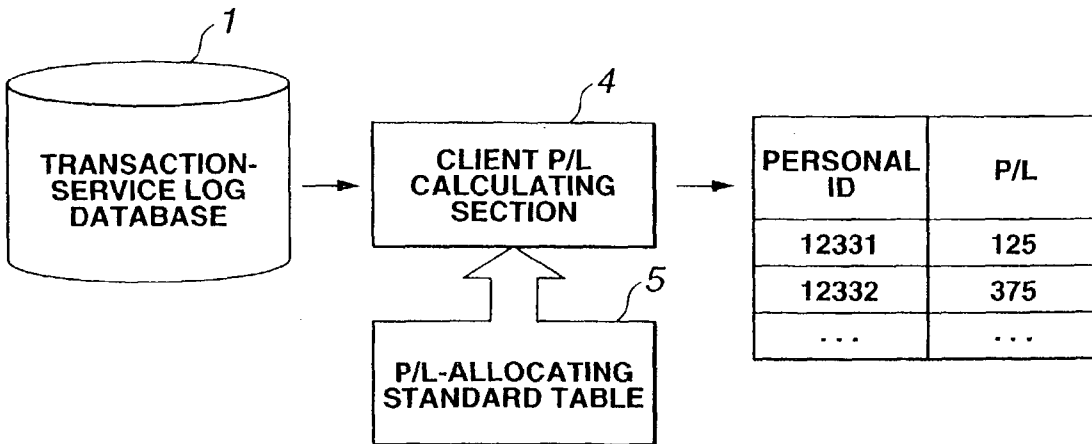 1
TRANSACTION-
SERVICE LOG
DATABASE
4
CLIENT P/L
CALCULATING
SECTION
5
P/L-ALLOCATING
STANDARD TABLE
PERSONAL
ID
P/L
12331
125
12332
375
...
...